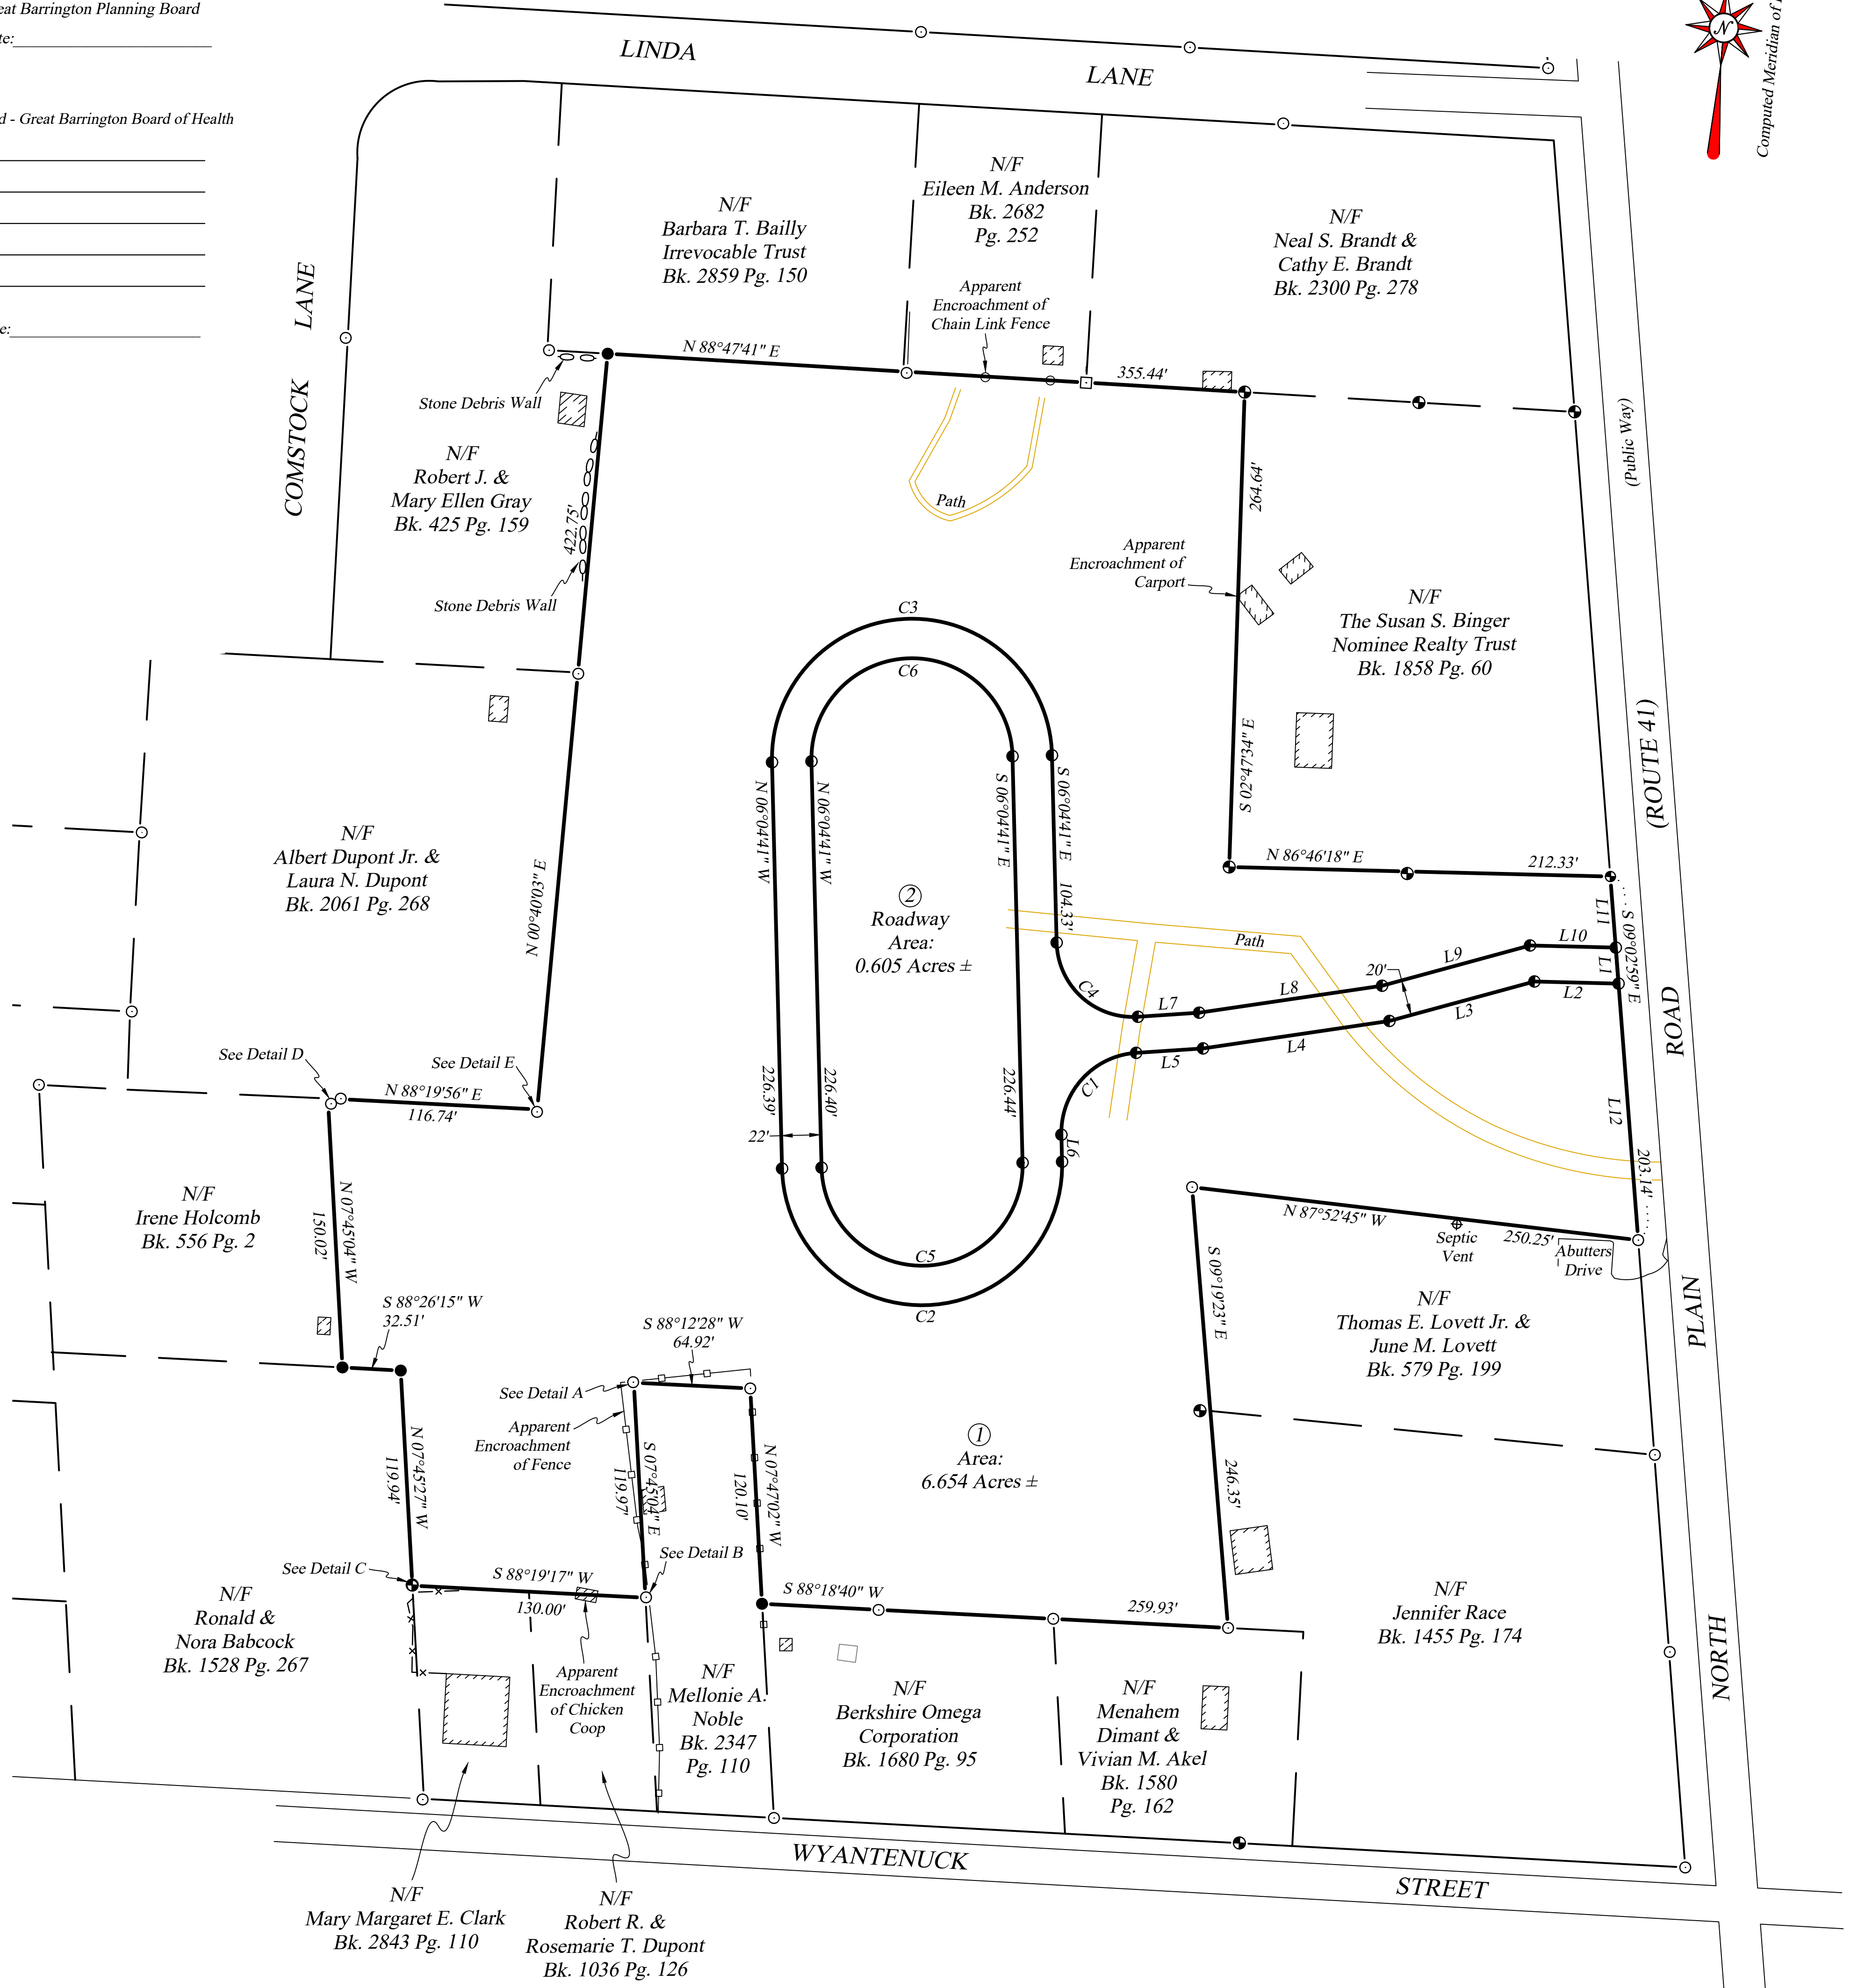 eat Barrington Planning Board
te:
d - Great Barrington Board of Health
e:
LINDA
LANE
N
Computed Meridian of
COMSTOCK LANE
N/F
Barbara T. Bailly
Irrevocable Trust
Bk. 2859 Pg. 150
N/F
Eileen M. Anderson
Bk. 2682
Pg. 252
Apparent
Encroachment of
Chain Link Fence
N/F
Neal S. Brandt &
Cathy E. Brandt
Bk. 2300 Pg. 278
N 88°47'41" E
355.44'
Stone Debris Wall
N/F
Robert J. &
Mary Ellen Gray
Bk. 425 Pg. 159
422.75'
Stone Debris Wall
Path
264.64'
(Public Way)
Apparent
Encroachment of
Carport
N/F
The Susan S. Binger
Nominee Realty Trust
Bk. 1858 Pg. 60
C3
C6
S 02°47'34" E
(ROUTE 41)
N 06°04'41" W
N 06°04'41" W
S 06°04'41" E
S 06°04'41" E
104.33'
N/F
Albert Dupont Jr. &
Laura N. Dupont
Bk. 2061 Pg. 268
N 00°40'03" E
2
Roadway
Area:
0.605 Acres ±
N 86°46'18" E
212.33'
Path
L11
S 09°02'59" E
L10
L9
L1
20'
L8
L2
C4
L7
L3
L4
L5
C1
L6
L12
203.14'
ROAD
See Detail D
See Detail E
N 88°19'56" E
116.74'
226.39'
226.40'
226.44'
22'
N/F
Irene Holcomb
Bk. 556 Pg. 2
N 07°45'04" W
150.02'
N 87°52'45" W
250.25'
Septic
Vent
Abutters
Drive
C5
C2
S 09°19'23" E
246.35'
N/F
Thomas E. Lovett Jr. &
June M. Lovett
Bk. 579 Pg. 199
PLAIN
S 88°26'15" W
32.51'
S 88°12'28" W
64.92'
See Detail A
Apparent
Encroachment
of Fence
N 07°45'27" W
119.94'
S 07°45'04" E
119.97'
N 07°47'02" W
120.10'
1
Area:
6.654 Acres ±
See Detail B
See Detail C
S 88°19'17" W
130.00'
S 88°18'40" W
259.93'
N/F
Ronald &
Nora Babcock
Bk. 1528 Pg. 267
Apparent
Encroachment
of Chicken
Coop
N/F
Mellonie A.
Noble
Bk. 2347
Pg. 110
N/F
Berkshire Omega
Corporation
Bk. 1680 Pg. 95
N/F
Menahem
Dimant &
Vivian M. Akel
Bk. 1580
Pg. 162
N/F
Jennifer Race
Bk. 1455 Pg. 174
NORTH
WYANTENUCK
STREET
N/F
Mary Margaret E. Clark
Bk. 2843 Pg. 110
N/F
Robert R. &
Rosemarie T. Dupont
Bk. 1036 Pg. 126